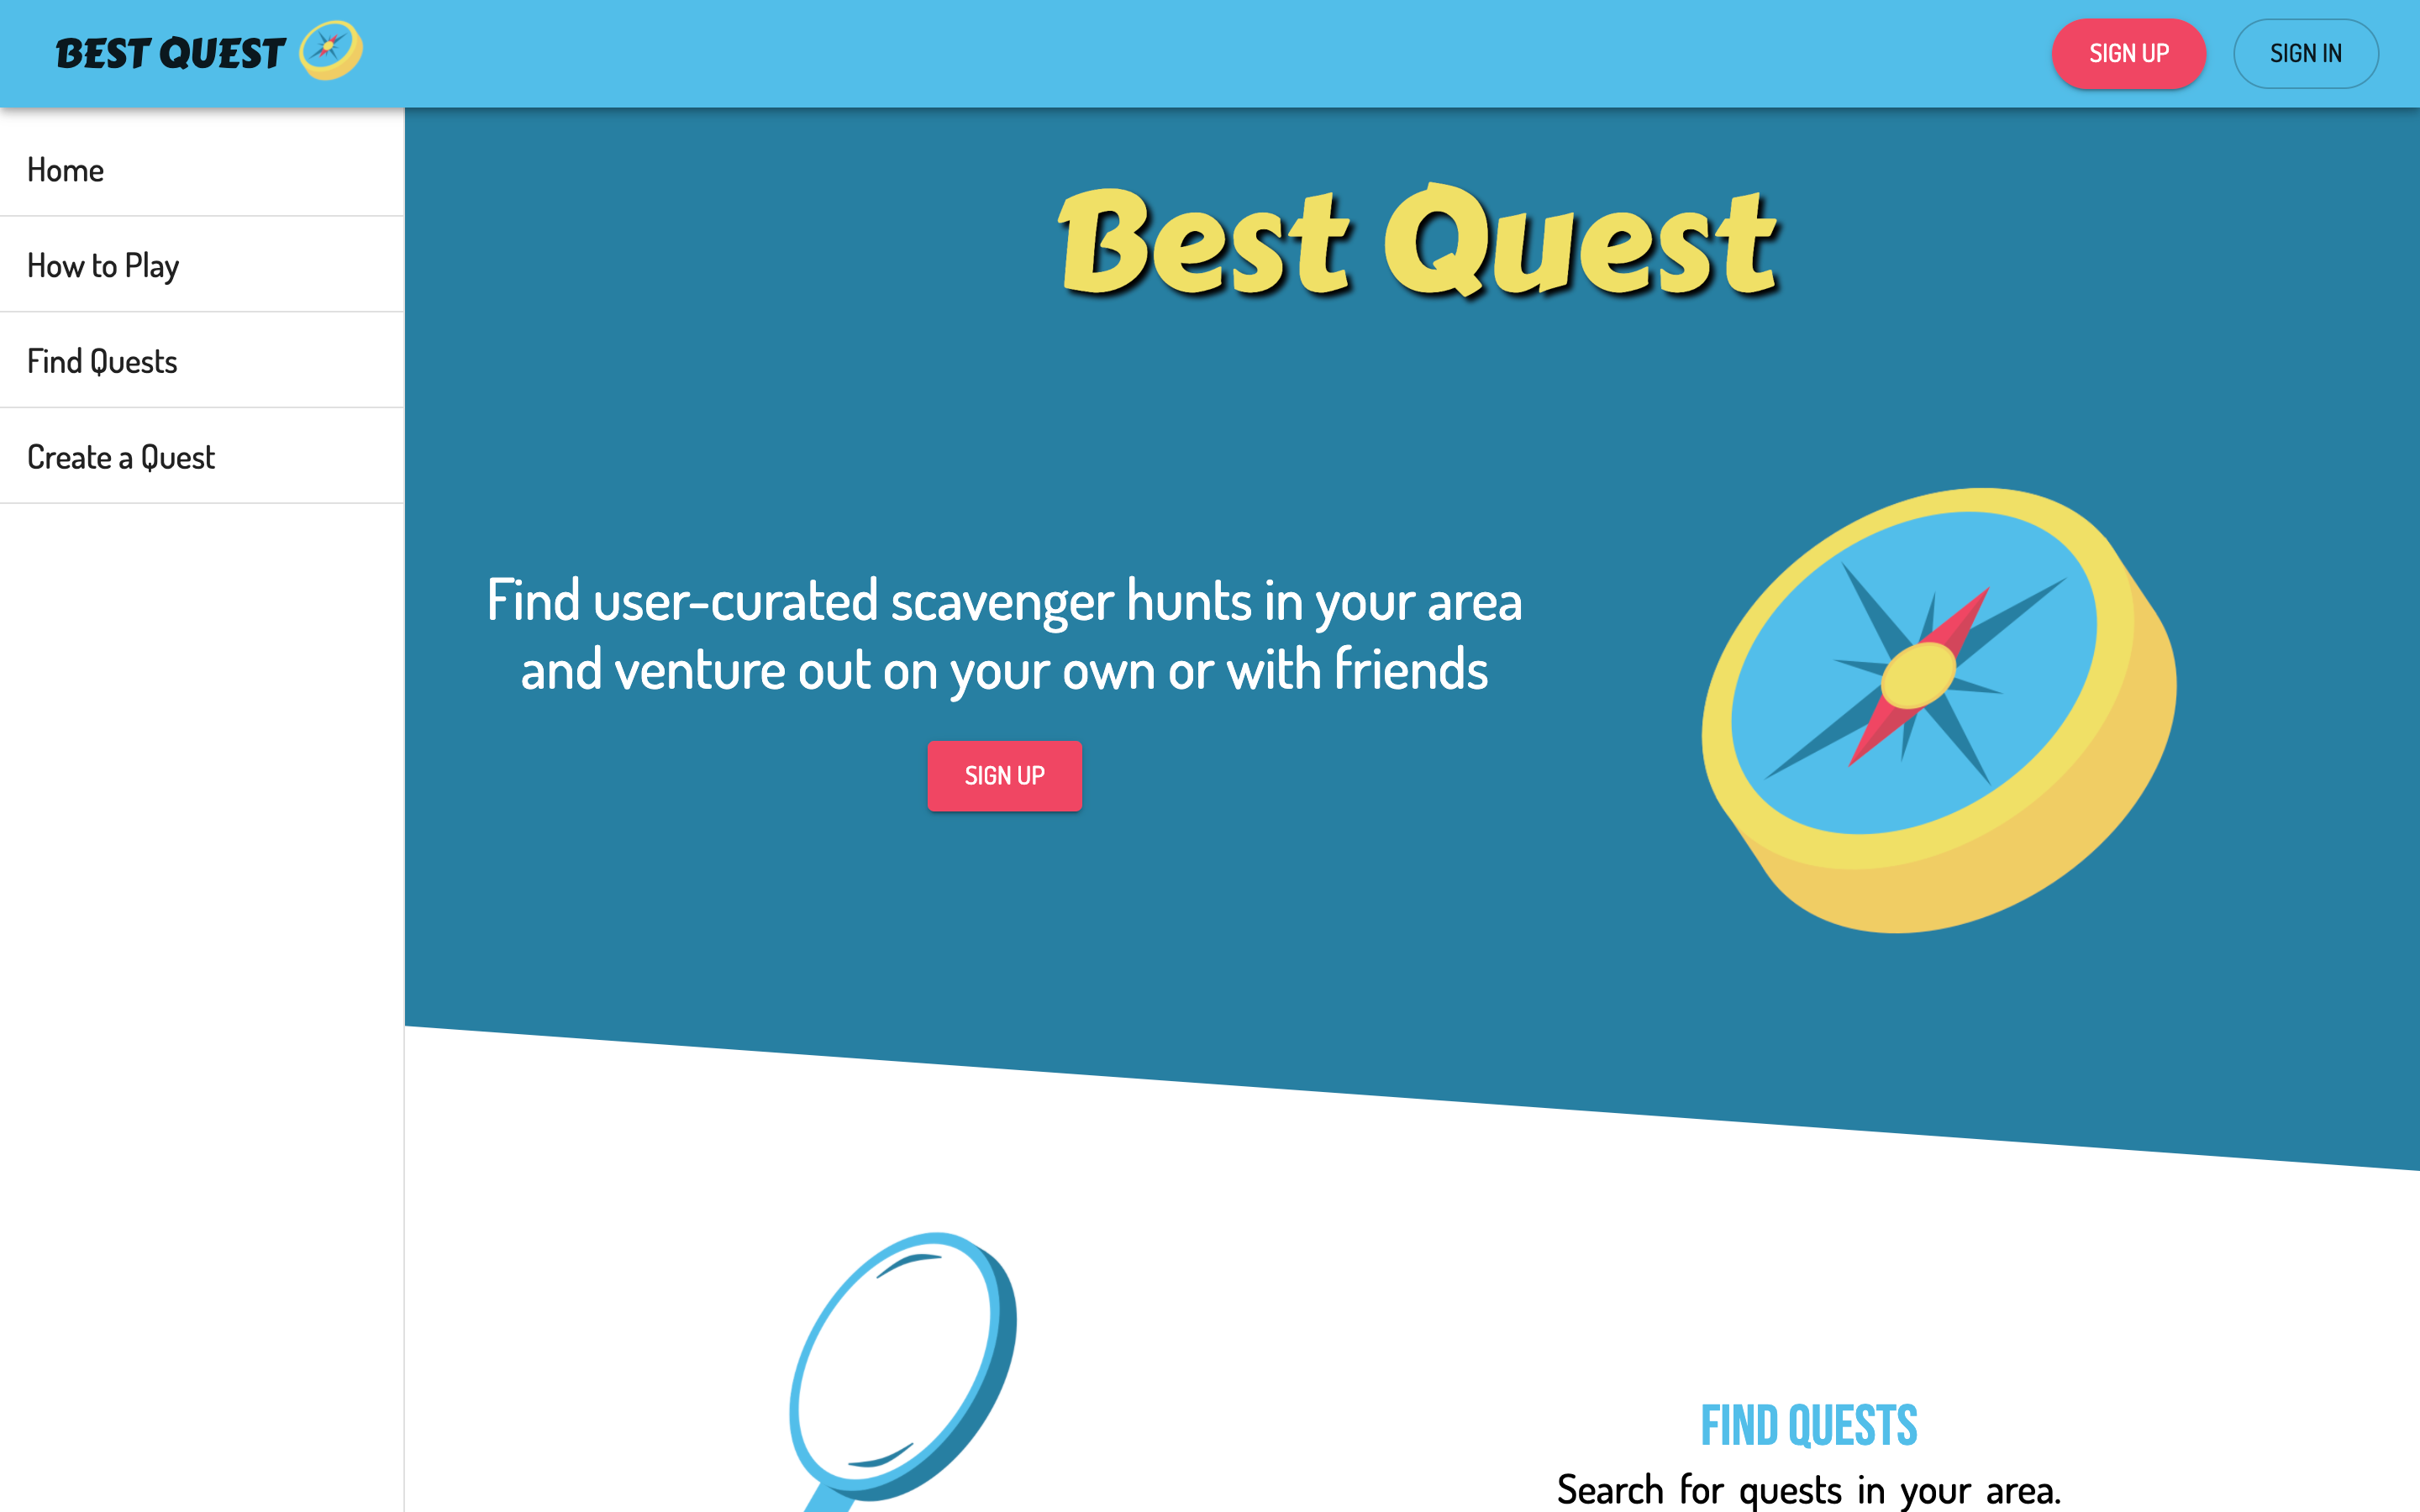 BEST QUEST
SIGN UP
SIGN IN
Home
How to Play
Find Quests
Create a Quest
Best Quest
Find user-curated scavenger hunts in your area
and venture out on your own or with friends
SIGN UP
FIND QUESTS
Search for quests in your area.